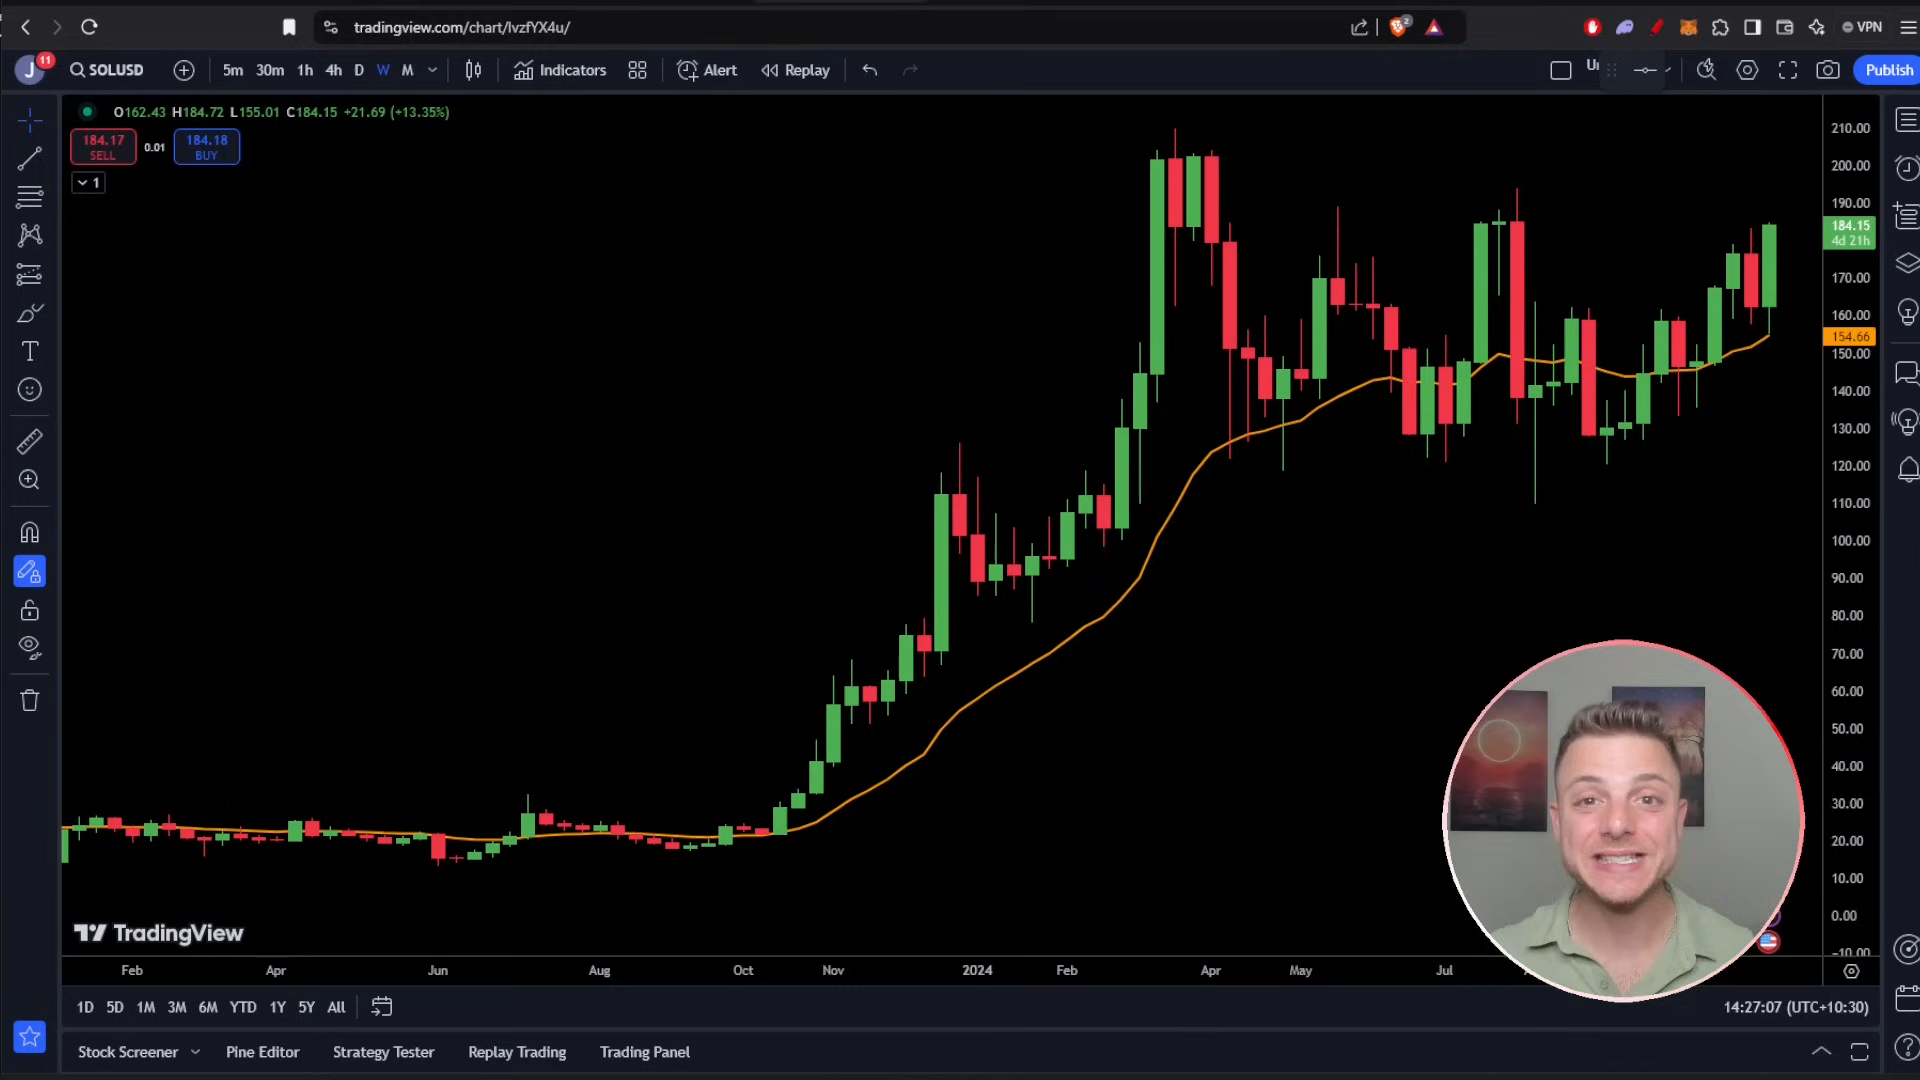 tradingview.com/chart/lvzfYX4u/
2
VPN
J
11
SOLUSD
5m 30m 1h 4h D W M
Indicators
Alert
Replay
Publish
O162.43 H184.72 L155.01 C184.15 +21.69 (+13.35%)
184.17
SELL
0.01
184.18
BUY
1
210.00
200.00
190.00
184.15
4d 21h
170.00
160.00
154.66
150.00
140.00
130.00
120.00
110.00
100.00
90.00
80.00
70.00
60.00
50.00
40.00
30.00
20.00
10.00
0.00
-10.00
TradingView
Feb Apr Jun Aug Oct Nov 2024 Feb Apr May Jul
1D 5D 1M 3M 6M YTD 1Y 5Y All
14:27:07 (UTC+10:30)
Stock Screener Pine Editor Strategy Tester Replay Trading Trading Panel